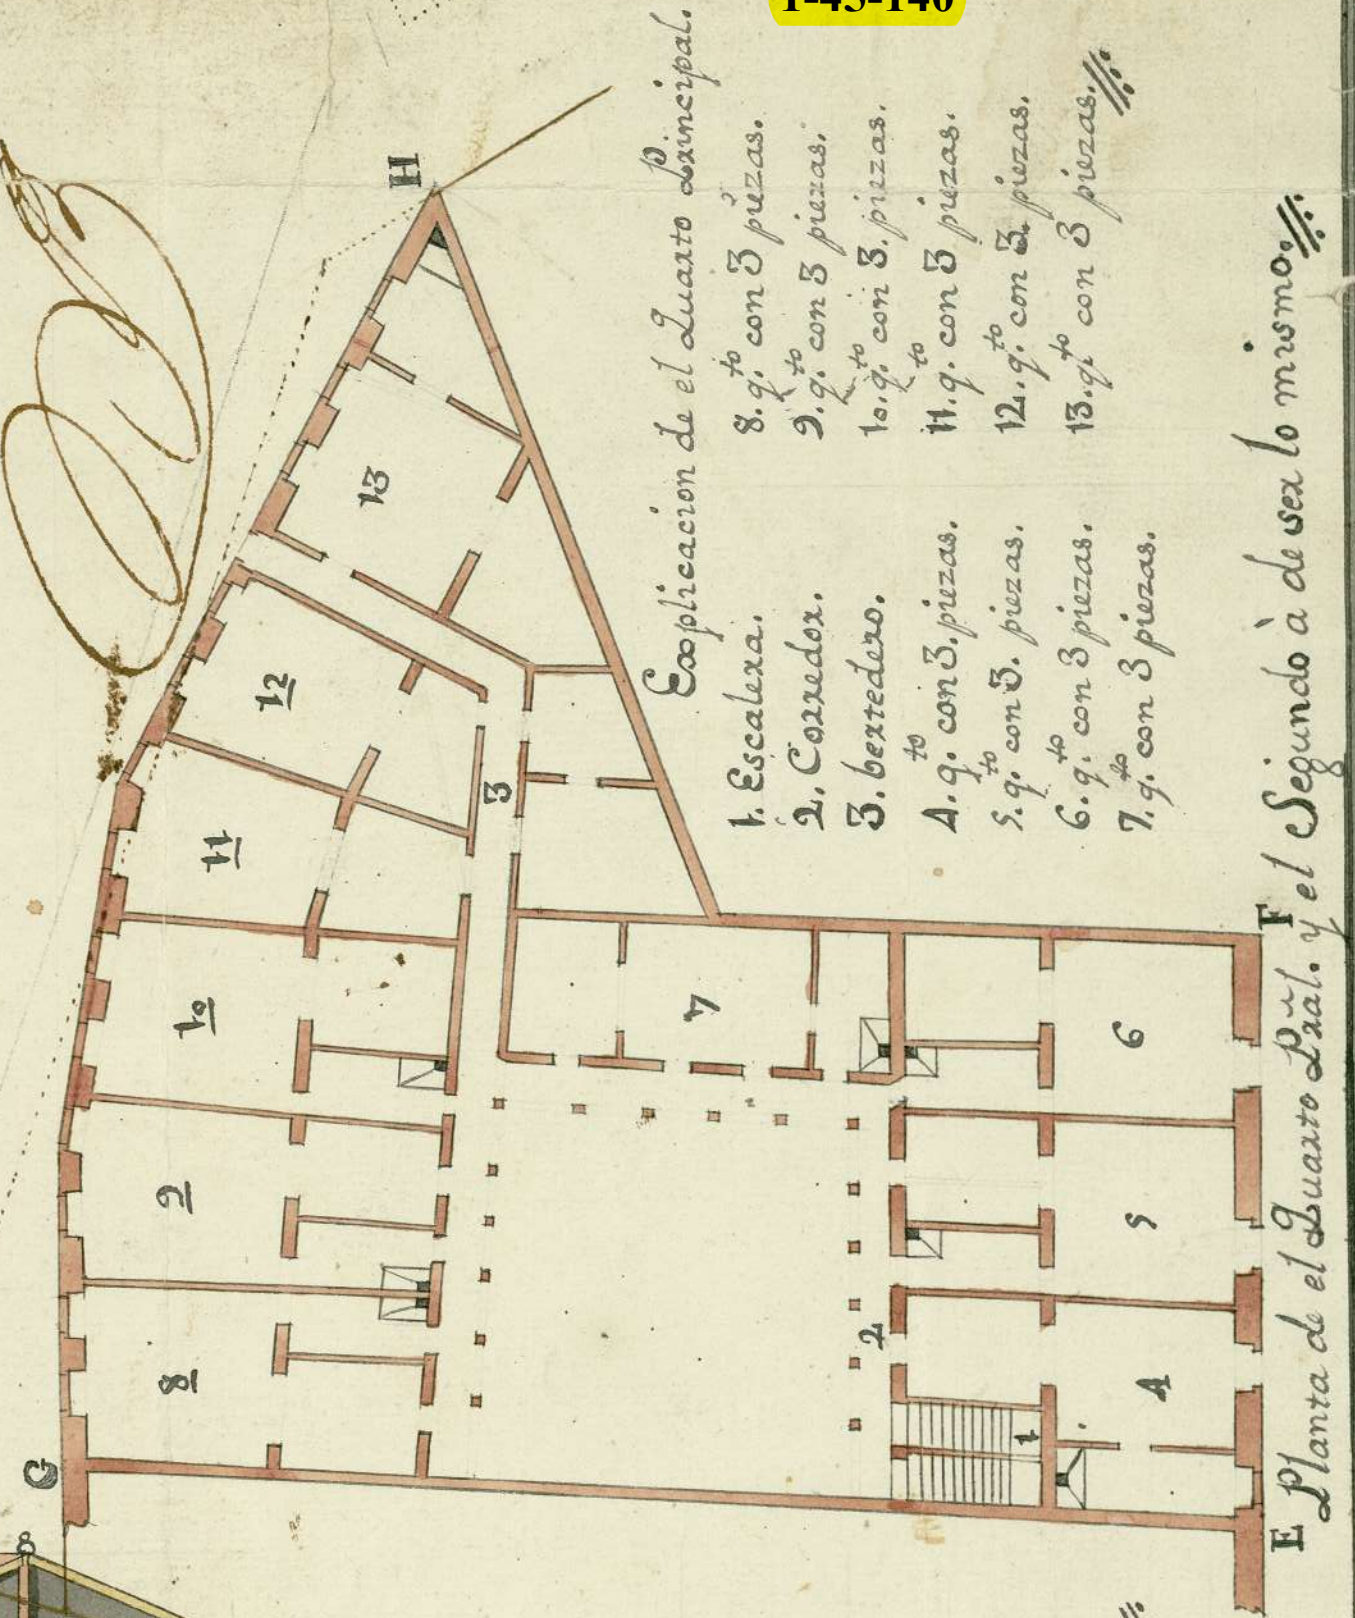 1-45-140
Explicacion de el Quarto Principal.
1. Escalera.
2. Corredor.
3. bertedero.
4. q.to con 3. piezas.
5. q.to con 3. piezas.
6. q.to con 3 piezas.
7. q.to con 3 piezas.
8. q.to con 3 piezas.
9. q.to con 3 piezas.
10. q.to con 3. piezas.
11. q.to con 3 piezas.
12. q.to con 3. piezas.
13. q.to con 3 piezas.
Planta de el Quarto Pràl. y el Segundo à de ser lo mismo.
G
H
E
F
1
2
3
4
5
6
7
8
9
10
11
12
13
8